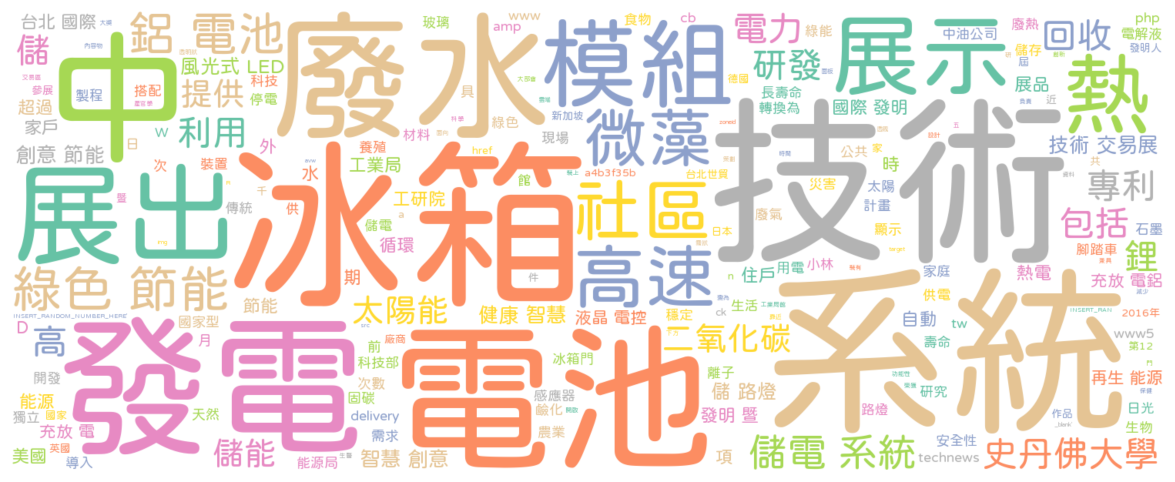 台北 國際
鋁 電池
廢水
模組
展示
技術
冰箱
系統
發電
電池
展出
中
儲
熱
電力
研發
回收
微藻
社區
高速
利用
提供
風光式 LED
科技
停電
搭配
製程
參展
超過
家戶
創意 節能
綠色 節能
玻璃
www
amp
食物
cb
綠能
中油公司
儲存
廢熱
php
電解液
發明人
屆
展品
近
長壽命
轉換為
國際 發明
技術 交易展
專利
包括
石墨
腳踏車
鋰
充放 電鋁
熱電
新加坡
德國
具
綠色
材料
養殖
工業局
外
W
日
次
裝置
水
傳統
千
供
儲電
循環
工研院
館
href
現場
a4b3f35b
台北世貿
公共
家
時
災害
太陽
計畫
廢氣
顯示
日本
住戶
用電
小林
n
生活
穩定
ck
家庭
供電
自動
tw
壽命
2016年
www5
第12
再生 能源
研究
期
節能
太陽能
健康 智慧
液晶 電控
件
二氧化碳
INSERT_RANDOM_NUMBER_HERE
INSERT_RAN
D
國家型
月
高
開發
能源
獨立
國家
充放 電
美國
英國
導入
天然
儲能
能源局
前
廠商
科技部
次數
固碳
delivery
需求
智慧 創意
冰箱門
感應器
鹼化
農業
離子
儲 路燈
發明 暨
項
儲電 系統
路燈
作品
_blank
日光
生物
安全性
technews
史丹佛大學